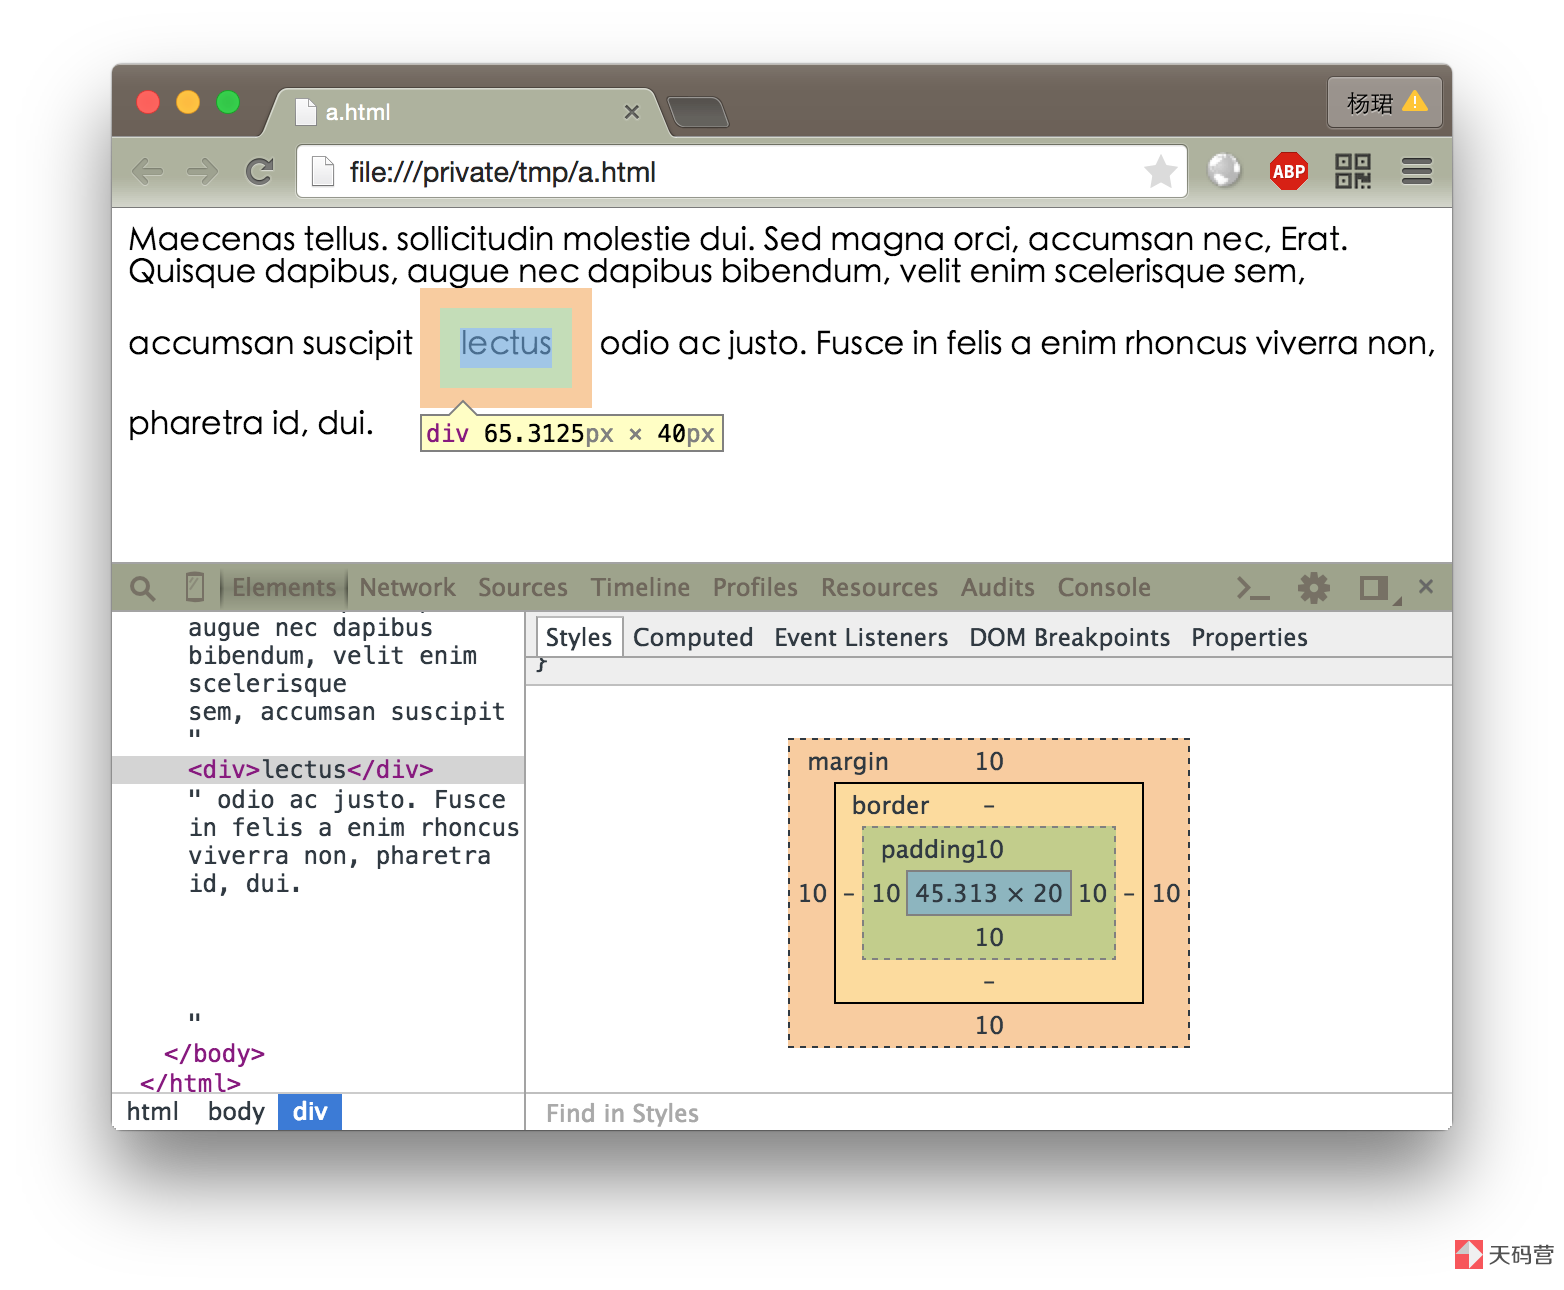 a.html
杨珺
file:///private/tmp/a.html
ABP
Maecenas tellus. sollicitudin molestie dui. Sed magna orci, accumsan nec, Erat.
Quisque dapibus, augue nec dapibus bibendum, velit enim scelerisque sem,
accumsan suscipit lectus odio ac justo. Fusce in felis a enim rhoncus viverra non,
pharetra id, dui.
div 65.3125px × 40px
Elements Network Sources Timeline Profiles Resources Audits Console
augue nec dapibus
bibendum, velit enim
scelerisque
sem, accumsan suscipit
"
<div>lectus</div>
" odio ac justo. Fusce
in felis a enim rhoncus
viverra non, pharetra
id, dui.
"
</body>
</html>
html body div
Styles Computed Event Listeners DOM Breakpoints Properties
}
margin 10
border -
padding10
10 - 10 45.313 × 20 10 - 10
10
-
10
Find in Styles
天码营